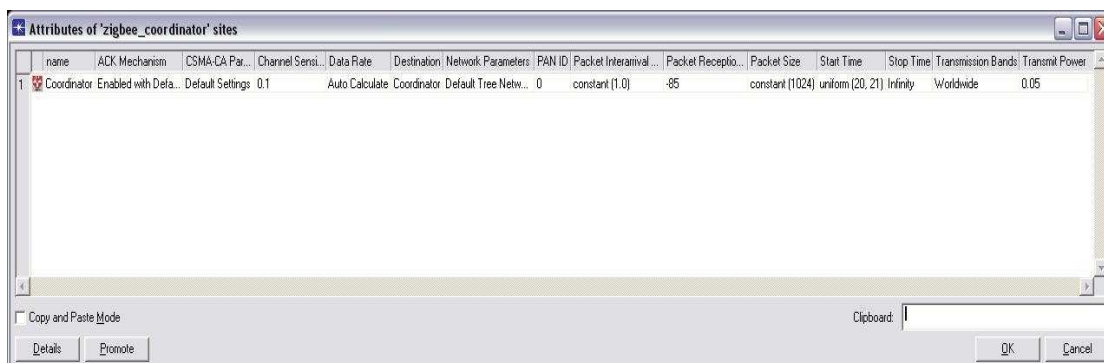 Attributes of 'zigbee_coordinator' sites
name ACK Mechanism CSMA-CA Par... Channel Sensi... Data Rate Destination Network Parameters PAN ID Packet Interarrival ... Packet Receptio... Packet Size Start Time Stop Time Transmission Bands Transmit Power
1 Coordinator Enabled with Defa... Default Settings 0.1 Auto Calculate Coordinator Default Tree Netw... 0 constant (1.0) -85 constant (1024) uniform (20, 21) Infinity Worldwide 0.05
Copy and Paste Mode Clipboard:
Details Promote OK Cancel